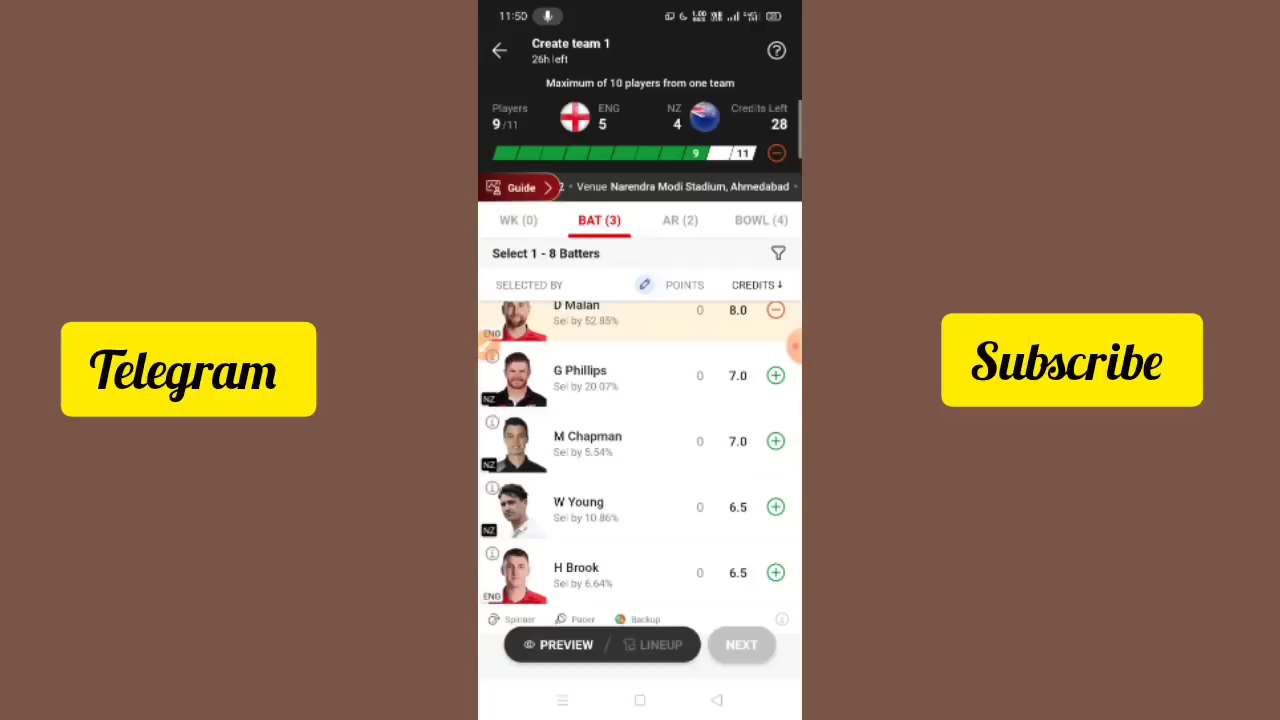 11:50
Create team 1
26h left
Maximum of 10 players from one team
Players
9 /11
ENG
5
NZ
4
Credits Left
28
9
11
Guide
Venue Narendra Modi Stadium, Ahmedabad
WK (0)
BAT (3)
AR (2)
BOWL (4)
Select 1 - 8 Batters
SELECTED BY
POINTS
CREDITS↓
D Malan
Sel by 52.85%
ENG
0
8.0
G Phillips
Sel by 20.07%
NZ
0
7.0
M Chapman
Sel by 5.54%
NZ
0
7.0
W Young
Sel by 10.86%
NZ
0
6.5
H Brook
Sel by 6.64%
ENG
0
6.5
Spinner
Pacer
Backup
PREVIEW / LINEUP
NEXT
Telegram
Subscribe